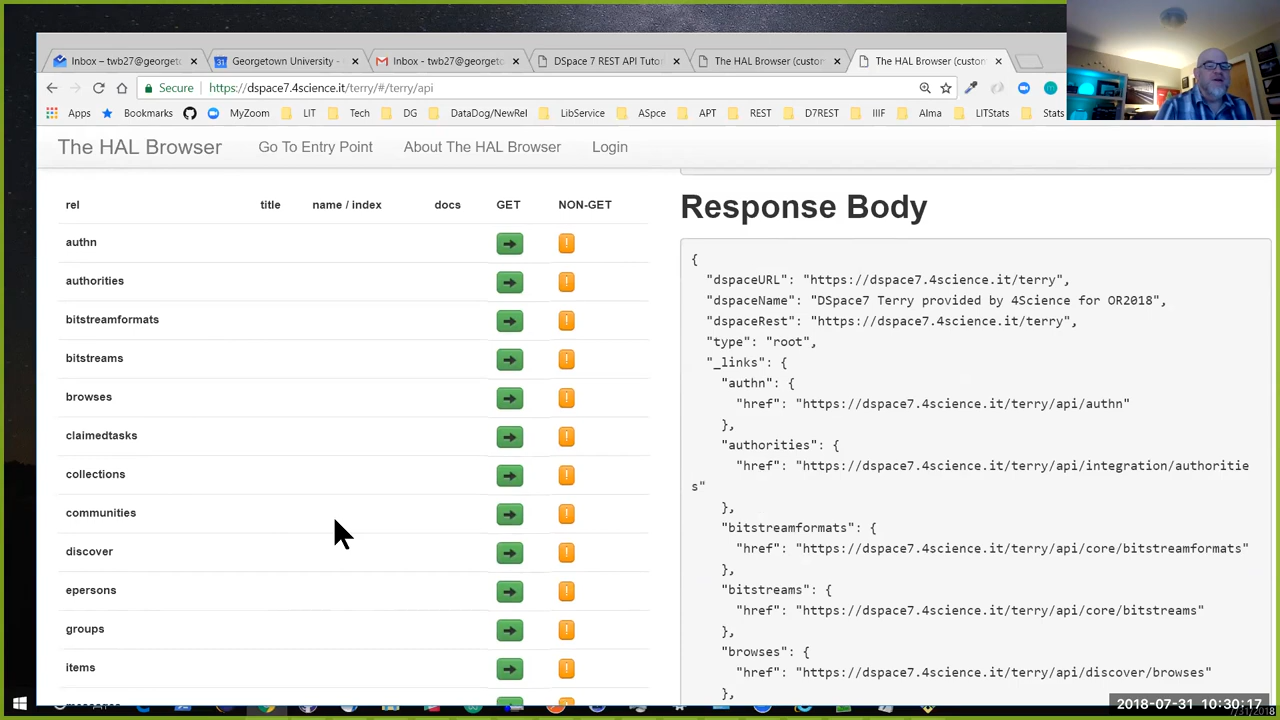 Inbox – twb27@georget
Georgetown University -
Inbox - twb27@georget
DSpace 7 REST API Tutor
The HAL Browser (custom
The HAL Browser (custom
Secure
https://dspace7.4science.it/terry/#/terry/api
Apps
Bookmarks
MyZoom
LIT
Tech
DG
DataDog/NewRel
LibService
ASpce
APT
REST
D7REST
IIIF
Alma
LITStats
Stats
The HAL Browser
Go To Entry Point
About The HAL Browser
Login
rel title name / index docs GET NON-GET
authn
authorities
bitstreamformats
bitstreams
browses
claimedtasks
collections
communities
discover
epersons
groups
items
Response Body
{
"dspaceURL": "https://dspace7.4science.it/terry",
"dspaceName": "DSpace7 Terry provided by 4Science for OR2018",
"dspaceRest": "https://dspace7.4science.it/terry",
"type": "root",
"_links": {
"authn": {
"href": "https://dspace7.4science.it/terry/api/authn"
},
"authorities": {
"href": "https://dspace7.4science.it/terry/api/integration/authoritie
s"
},
"bitstreamformats": {
"href": "https://dspace7.4science.it/terry/api/core/bitstreamformats"
},
"bitstreams": {
"href": "https://dspace7.4science.it/terry/api/core/bitstreams"
},
"browses": {
"href": "https://dspace7.4science.it/terry/api/discover/browses"
},
2018-07-31 10:30:17
7/31/2018